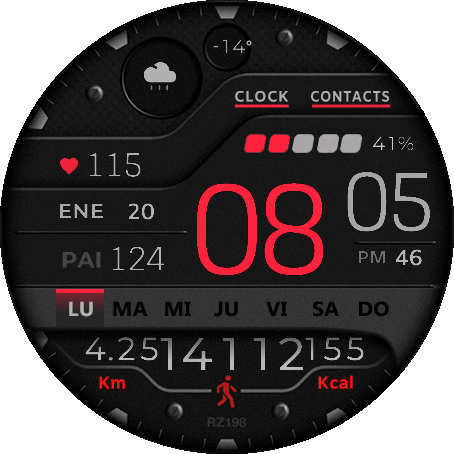 -14°
CLOCK CONTACTS
41%
115
08 05
ENE 20
PM 46
PAI 124
LU MA MI JU VI SA DO
4.25 14112 155
Km Kcal
RZ198